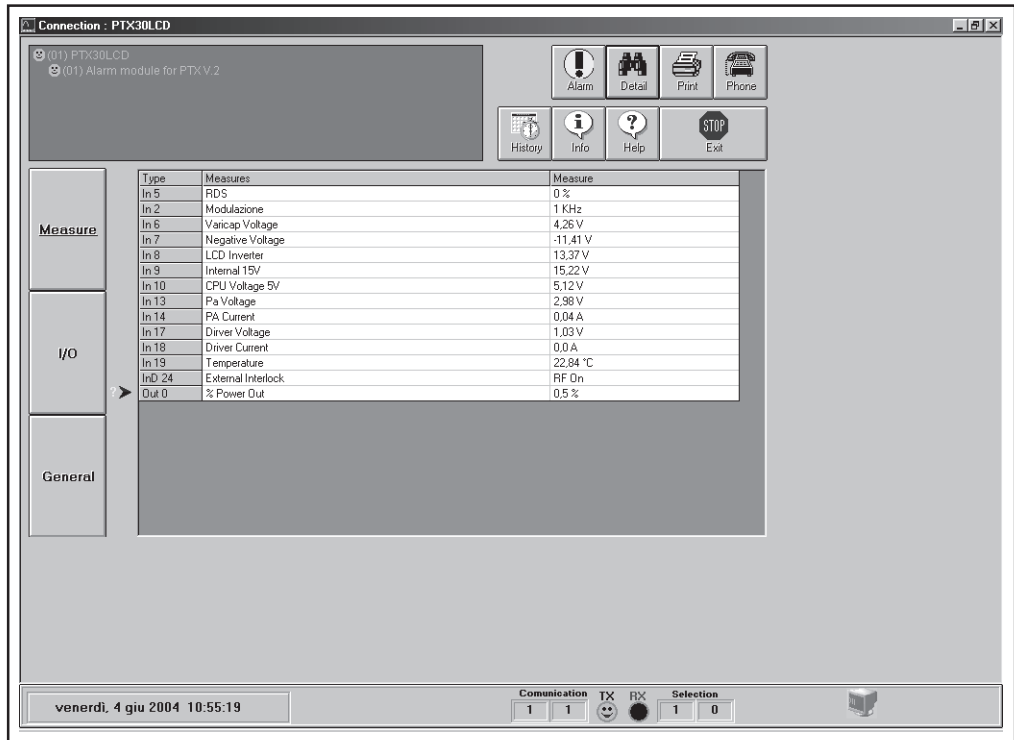 Connection : PTX30LCD
(01) PTX30LCD
(01) Alarm module for PTX V.2
Alarm Detail Print Phone
History Info Help STOP Exit
Measure
I/O
General
Type Measures Measure
In 5 RDS 0 %
In 2 Modulazione 1 KHz
In 6 Varicap Voltage 4,26 V
In 7 Negative Voltage -11,41 V
In 8 LCD Inverter 13,37 V
In 9 Internal 15V 15,22 V
In 10 CPU Voltage 5V 5,12 V
In 13 Pa Voltage 2,98 V
In 14 PA Current 0,04 A
In 17 Dirver Voltage 1,03 V
In 18 Driver Current 0,0 A
In 19 Temperature 22,84 °C
InD 24 External Interlock RF On
? Out 0 % Power Out 0,5 %
venerdì, 4 giu 2004 10:55:19
Comunication TX RX Selection
1 1 1 0